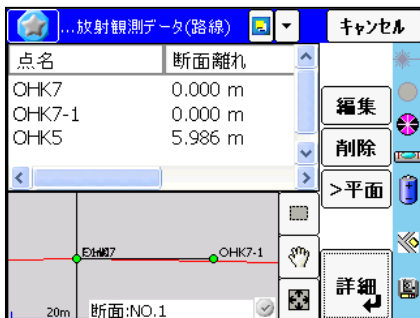 ...放射観測データ(路線)
キャンセル
点名 断面離れ
OHK7 0.000 m
OHK7-1 0.000 m
OHK5 5.986 m
編集
削除
>平面
OHK7-1
詳細
20m
断面:NO.1